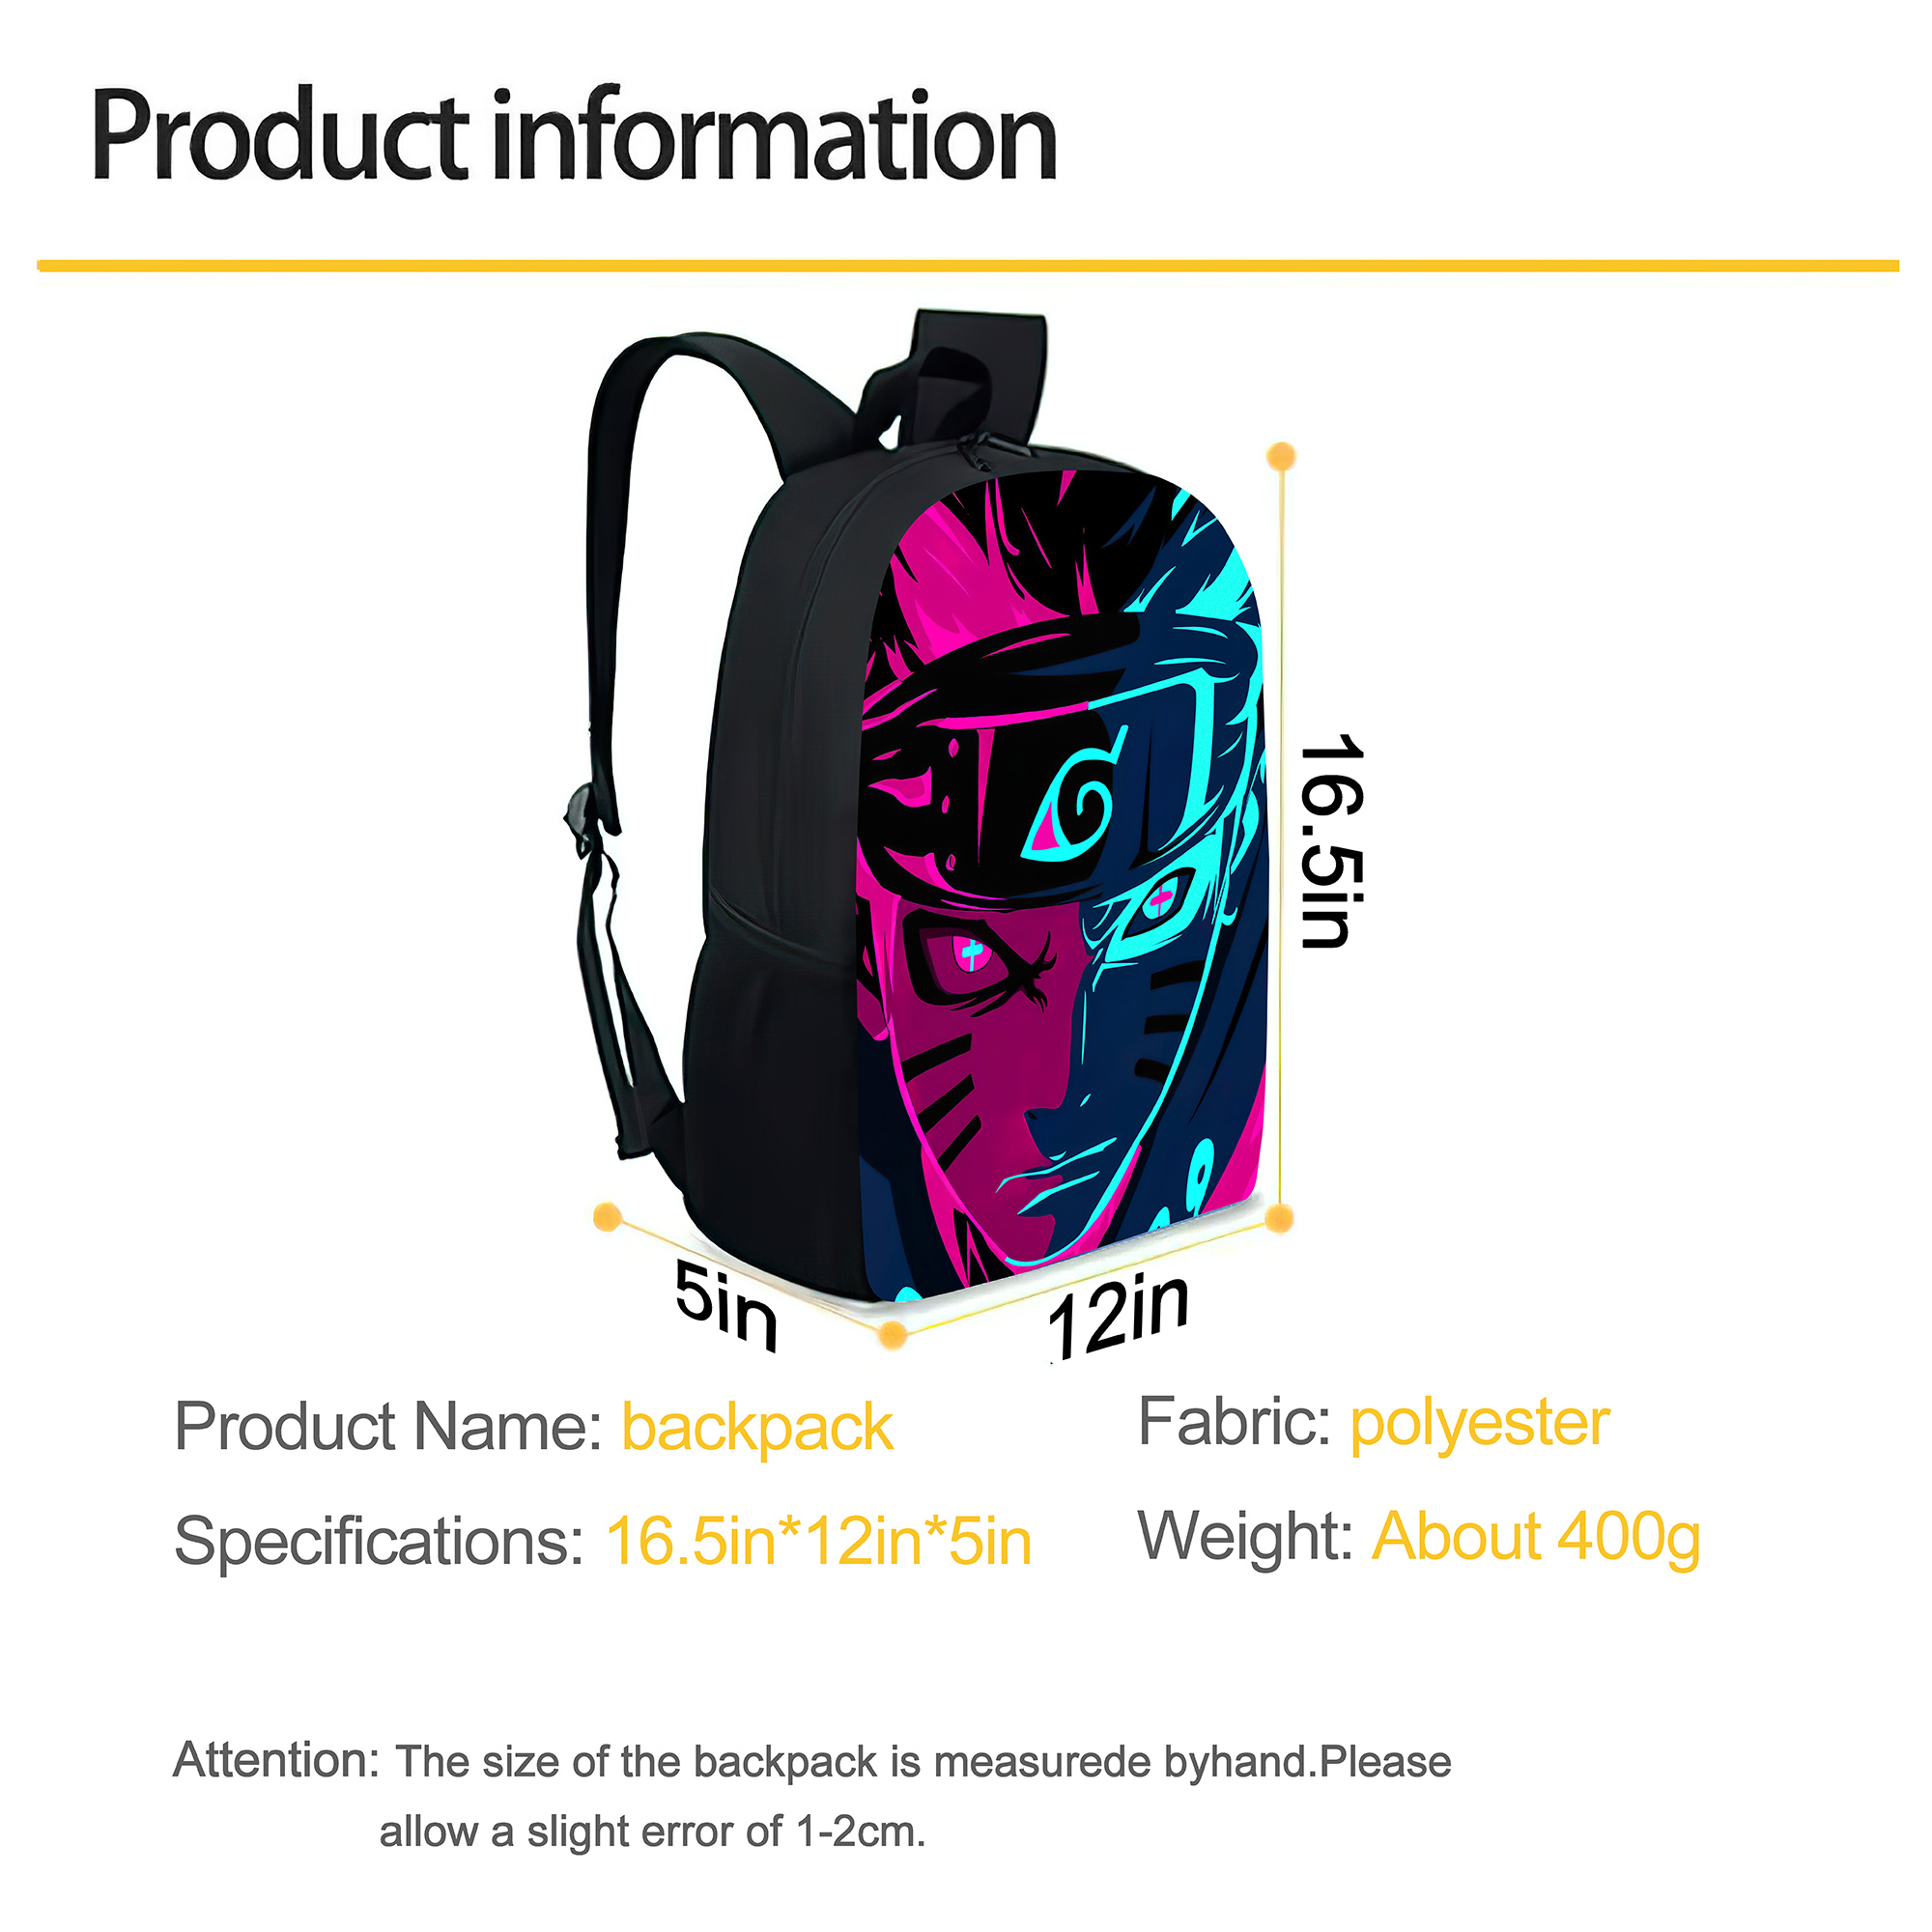 Product information
16.5in
5in
12in
Product Name: backpack
Fabric: polyester
Specifications: 16.5in*12in*5in
Weight: About 400g
Attention: The size of the backpack is measurede byhand.Please
allow a slight error of 1-2cm.